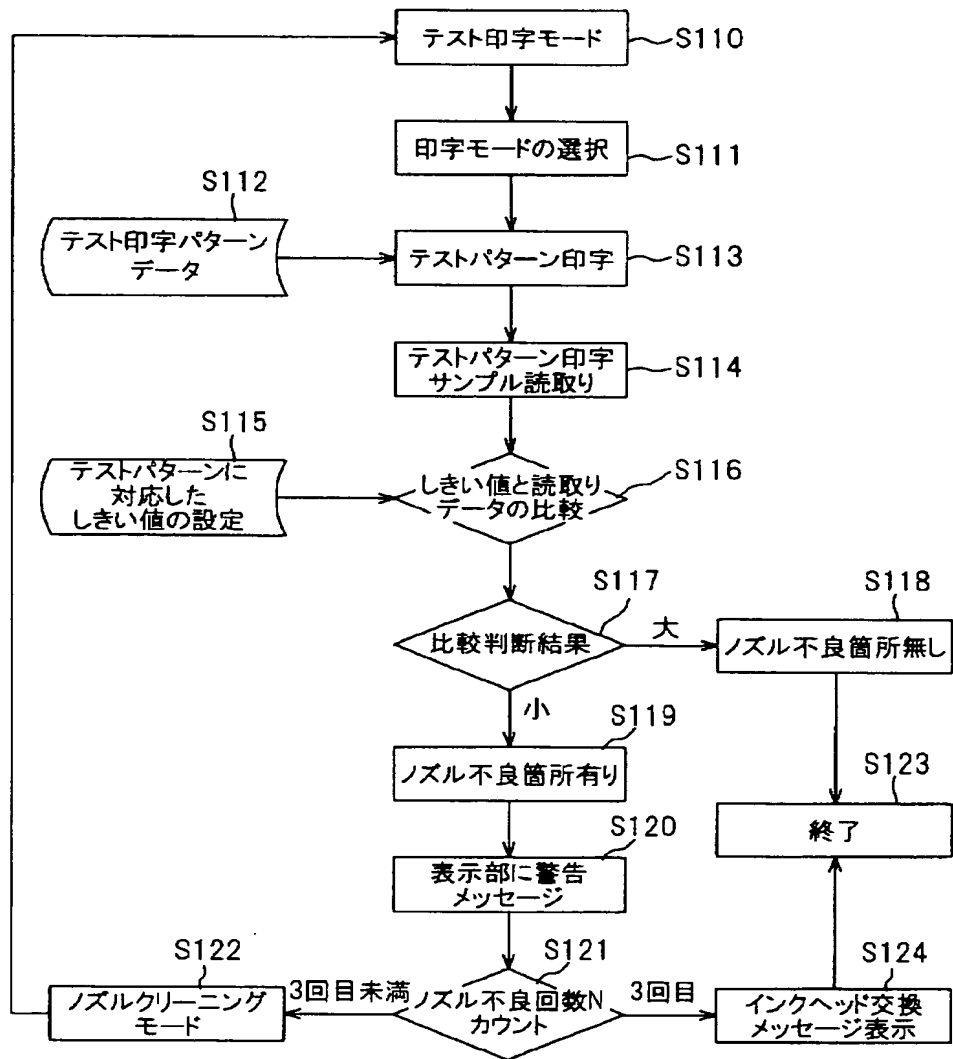 テスト印字モード
S110
印字モードの選択
S111
S112
テスト印字パターン
データ
テストパターン印字
S113
テストパターン印字
サンプル読取り
S114
S115
テストパターンに
対応した
しきい値の設定
しきい値と読取り
データの比較
S116
比較判断結果
S117
大
S118
ノズル不良箇所無し
小
S119
ノズル不良箇所有り
S123
終了
S120
表示部に警告
メッセージ
S121
ノズル不良回数N
カウント
3回目未満
S122
ノズルクリーニング
モード
3回目
S124
インクヘッド交換
メッセージ表示